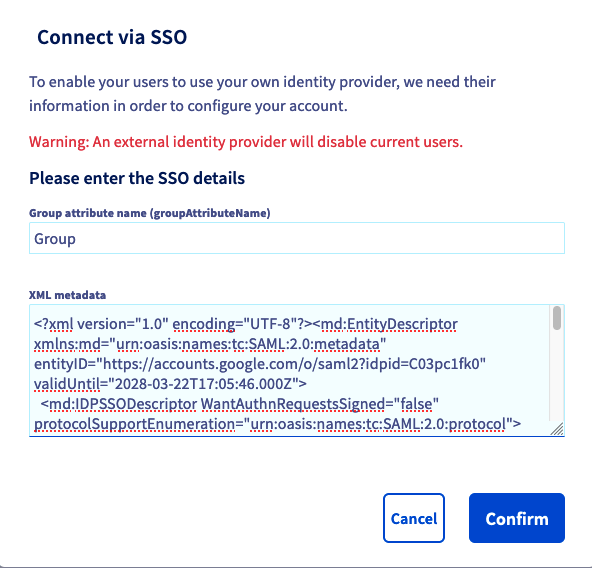 Connect via SSO
To enable your users to use your own identity provider, we need their
information in order to configure your account.
Warning: An external identity provider will disable current users.
Please enter the SSO details
Group attribute name (groupAttributeName)
Group
XML metadata
<?xml version="1.0" encoding="UTF-8"?><md:EntityDescriptor
xmlns:md="urn:oasis:names:tc:SAML:2.0:metadata"
entityID="https://accounts.google.com/o/saml2?idpid=C03pc1fk0"
validUntil="2028-03-22T17:05:46.000Z">
<md:IDPSSODescriptor WantAuthnRequestsSigned="false"
protocolSupportEnumeration="urn:oasis:names:tc:SAML:2.0:protocol">
Cancel
Confirm